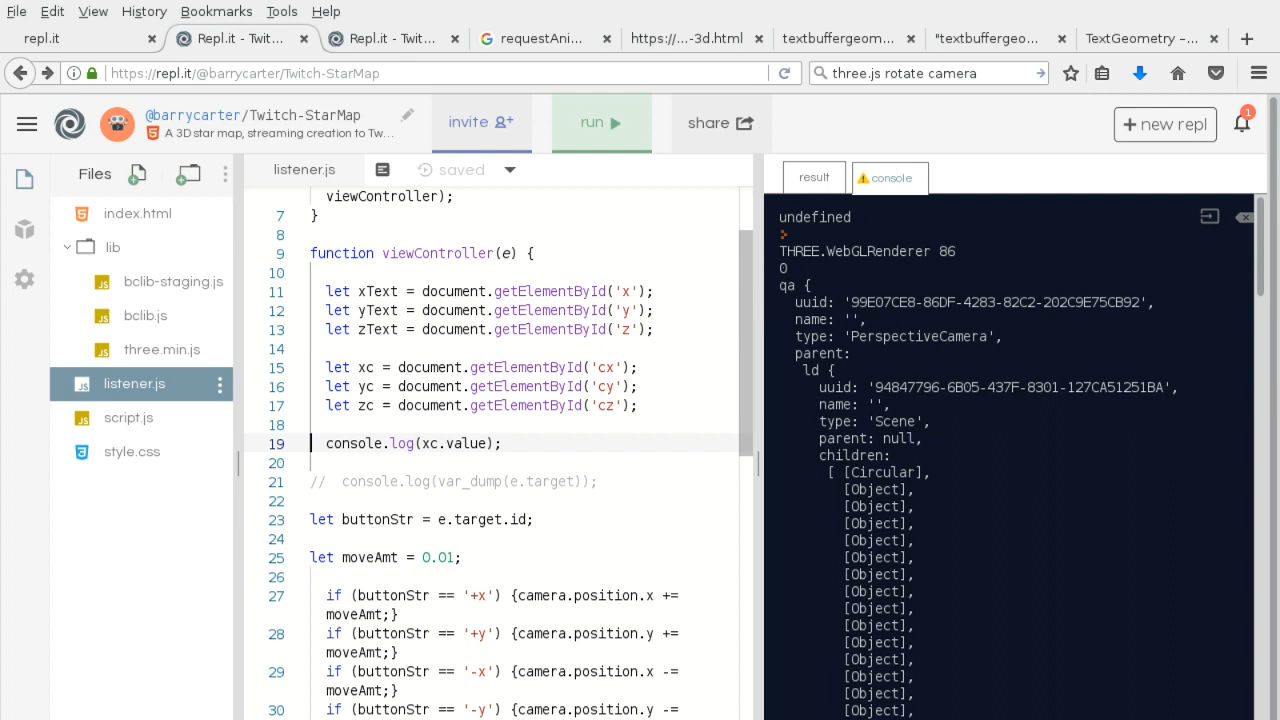 File Edit View History Bookmarks Tools Help
repl.it × Repl.it - Twit... × Repl.it - Twit... × requestAni... × https:/...-3d.html × textbuffergeom... × "textbuffergeo... × TextGeometry –... ×
https://repl.it/@barrycarter/Twitch-StarMap three.js rotate camera
@barrycarter/Twitch-StarMap
A 3D star map, streaming creation to Tw...
invite
run
share
+ new repl
1
Files
index.html
lib
bclib-staging.js
bclib.js
three.min.js
listener.js
script.js
style.css
listener.js saved
viewController);
7 }
8
9 function viewController(e) {
10
11 let xText = document.getElementById('x');
12 let yText = document.getElementById('y');
13 let zText = document.getElementById('z');
14
15 let xc = document.getElementById('cx');
16 let yc = document.getElementById('cy');
17 let zc = document.getElementById('cz');
18
19 console.log(xc.value);
20
21 // console.log(var_dump(e.target));
22
23 let buttonStr = e.target.id;
24
25 let moveAmt = 0.01;
26
27 if (buttonStr == '+x') {camera.position.x +=
moveAmt;}
28 if (buttonStr == '+y') {camera.position.y +=
moveAmt;}
29 if (buttonStr == '-x') {camera.position.x -=
moveAmt;}
30 if (buttonStr == '-y') {camera.position.y -=
result console
undefined
>
THREE.WebGLRenderer 86
0
qa {
uuid: '99E07CE8-86DF-4283-82C2-202C9E75CB92',
name: '',
type: 'PerspectiveCamera',
parent:
ld {
uuid: '94847796-6B05-437F-8301-127CA51251BA',
name: '',
type: 'Scene',
parent: null,
children:
[ [Circular],
[Object],
[Object],
[Object],
[Object],
[Object],
[Object],
[Object],
[Object],
[Object],
[Object],
[Object],
[Object],
[Object],
[Object],